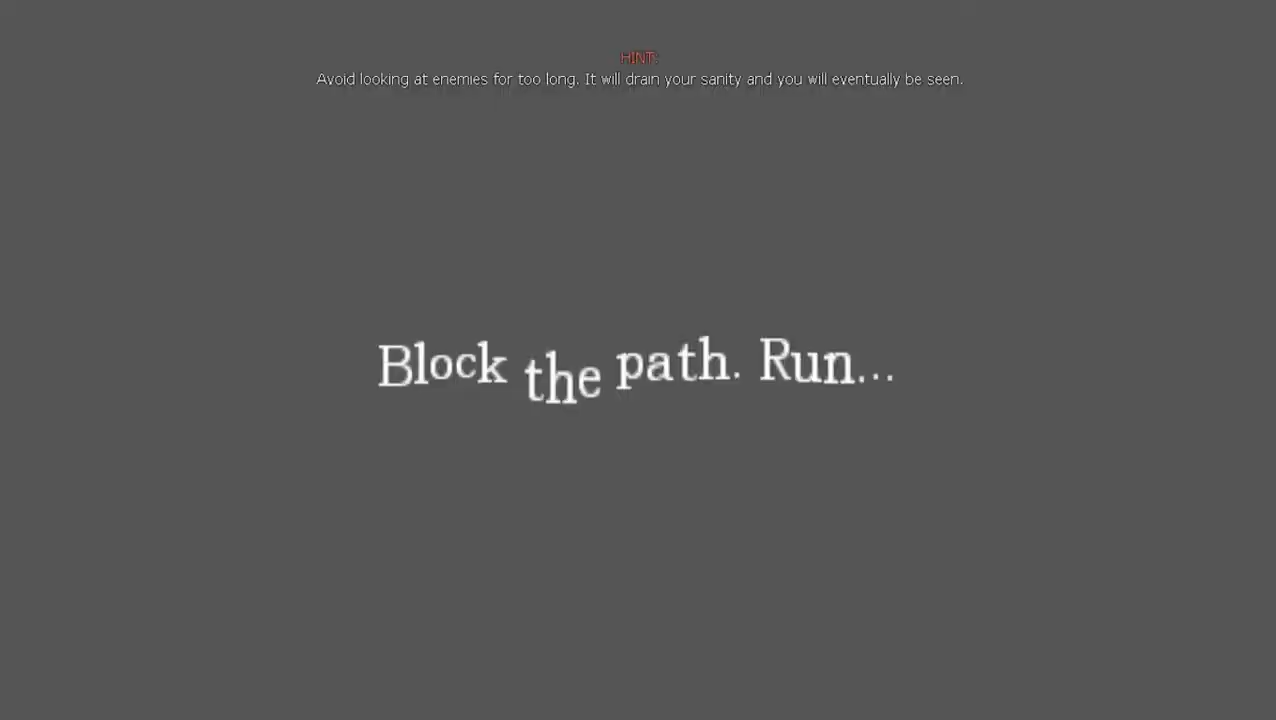 HINT:
Avoid looking at enemies for too long. It will drain your sanity and you will eventually be seen.
Block the path. Run...